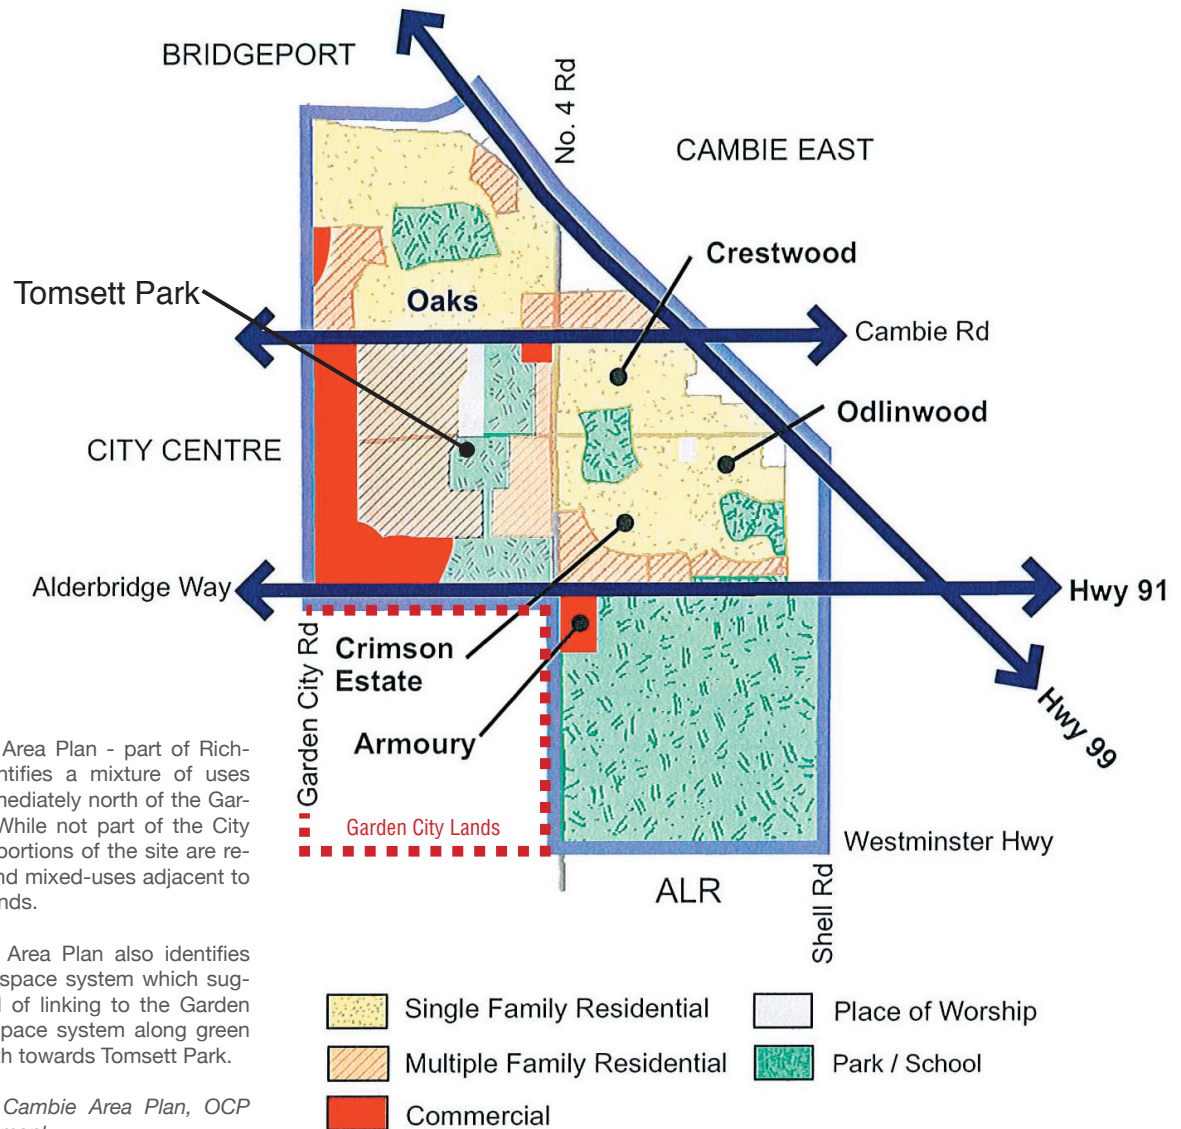 BRIDGEPORT
No. 4 Rd
CAMBIE EAST
Crestwood
Tomsett Park
Oaks
Cambie Rd
Odlinwood
CITY CENTRE
Alderbridge Way
Hwy 91
Garden City Rd
Crimson
Estate
Armoury
Hwy 99
Garden City Lands
Westminster Hwy
ALR
Shell Rd
Area Plan - part of Rich-
ntifies a mixture of uses
mediately north of the Gar-
While not part of the City
portions of the site are re-
nd mixed-uses adjacent to
nds.
Area Plan also identifies
space system which sug-
l of linking to the Garden
space system along green
th towards Tomsett Park.
Cambie Area Plan, OCP
Single Family Residential
Multiple Family Residential
Commercial
Place of Worship
Park / School